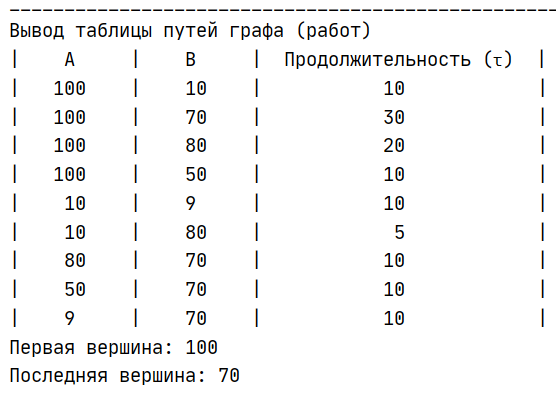 Вывод таблицы путей графа (работ)
| A | B | Продолжительность (τ) |
| 100 | 10 | 10 |
| 100 | 70 | 30 |
| 100 | 80 | 20 |
| 100 | 50 | 10 |
| 10 | 9 | 10 |
| 10 | 80 | 5 |
| 80 | 70 | 10 |
| 50 | 70 | 10 |
| 9 | 70 | 10 |
Первая вершина: 100
Последняя вершина: 70